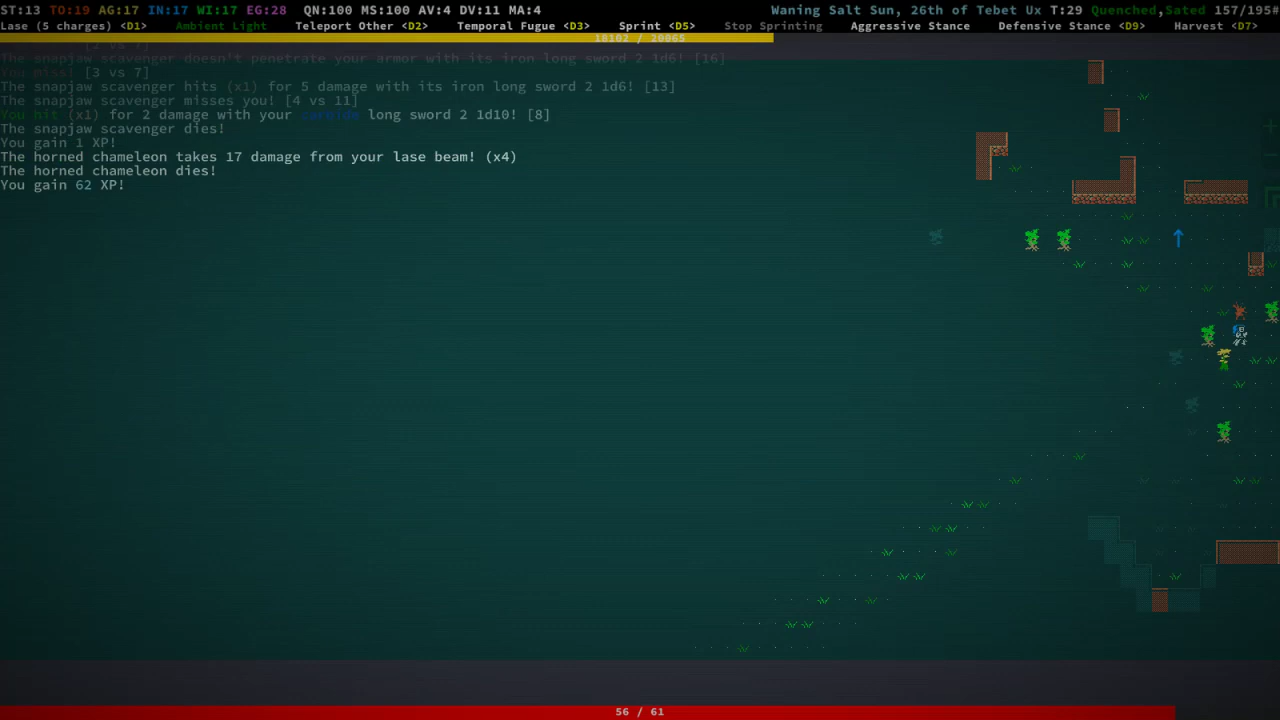 ST:13 TO:19 AG:17 IN:17 WI:17 EG:28 QN:100 MS:100 AV:4 DV:11 MA:4 Waning Salt Sun, 26th of Tebet Ux T:29 Quenched,Sated 157/195#
Lase (5 charges) <D1> Ambient Light Teleport Other <D2> Temporal Fugue <D3> Sprint <D5> Stop Sprinting Aggressive Stance Defensive Stance <D9> Harvest <D7>
18102 / 20065
[2 vs 7]
The snapjaw scavenger doesn't penetrate your armor with its iron long sword 2 1d6! [16]
You miss! [3 vs 7]
The snapjaw scavenger hits (x1) for 5 damage with its iron long sword 2 1d6! [13]
The snapjaw scavenger misses you! [4 vs 11]
You hit (x1) for 2 damage with your carbide long sword 2 1d10! [8]
The snapjaw scavenger dies!
You gain 1 XP!
The horned chameleon takes 17 damage from your lase beam! (x4)
The horned chameleon dies!
You gain 62 XP!
56 / 61